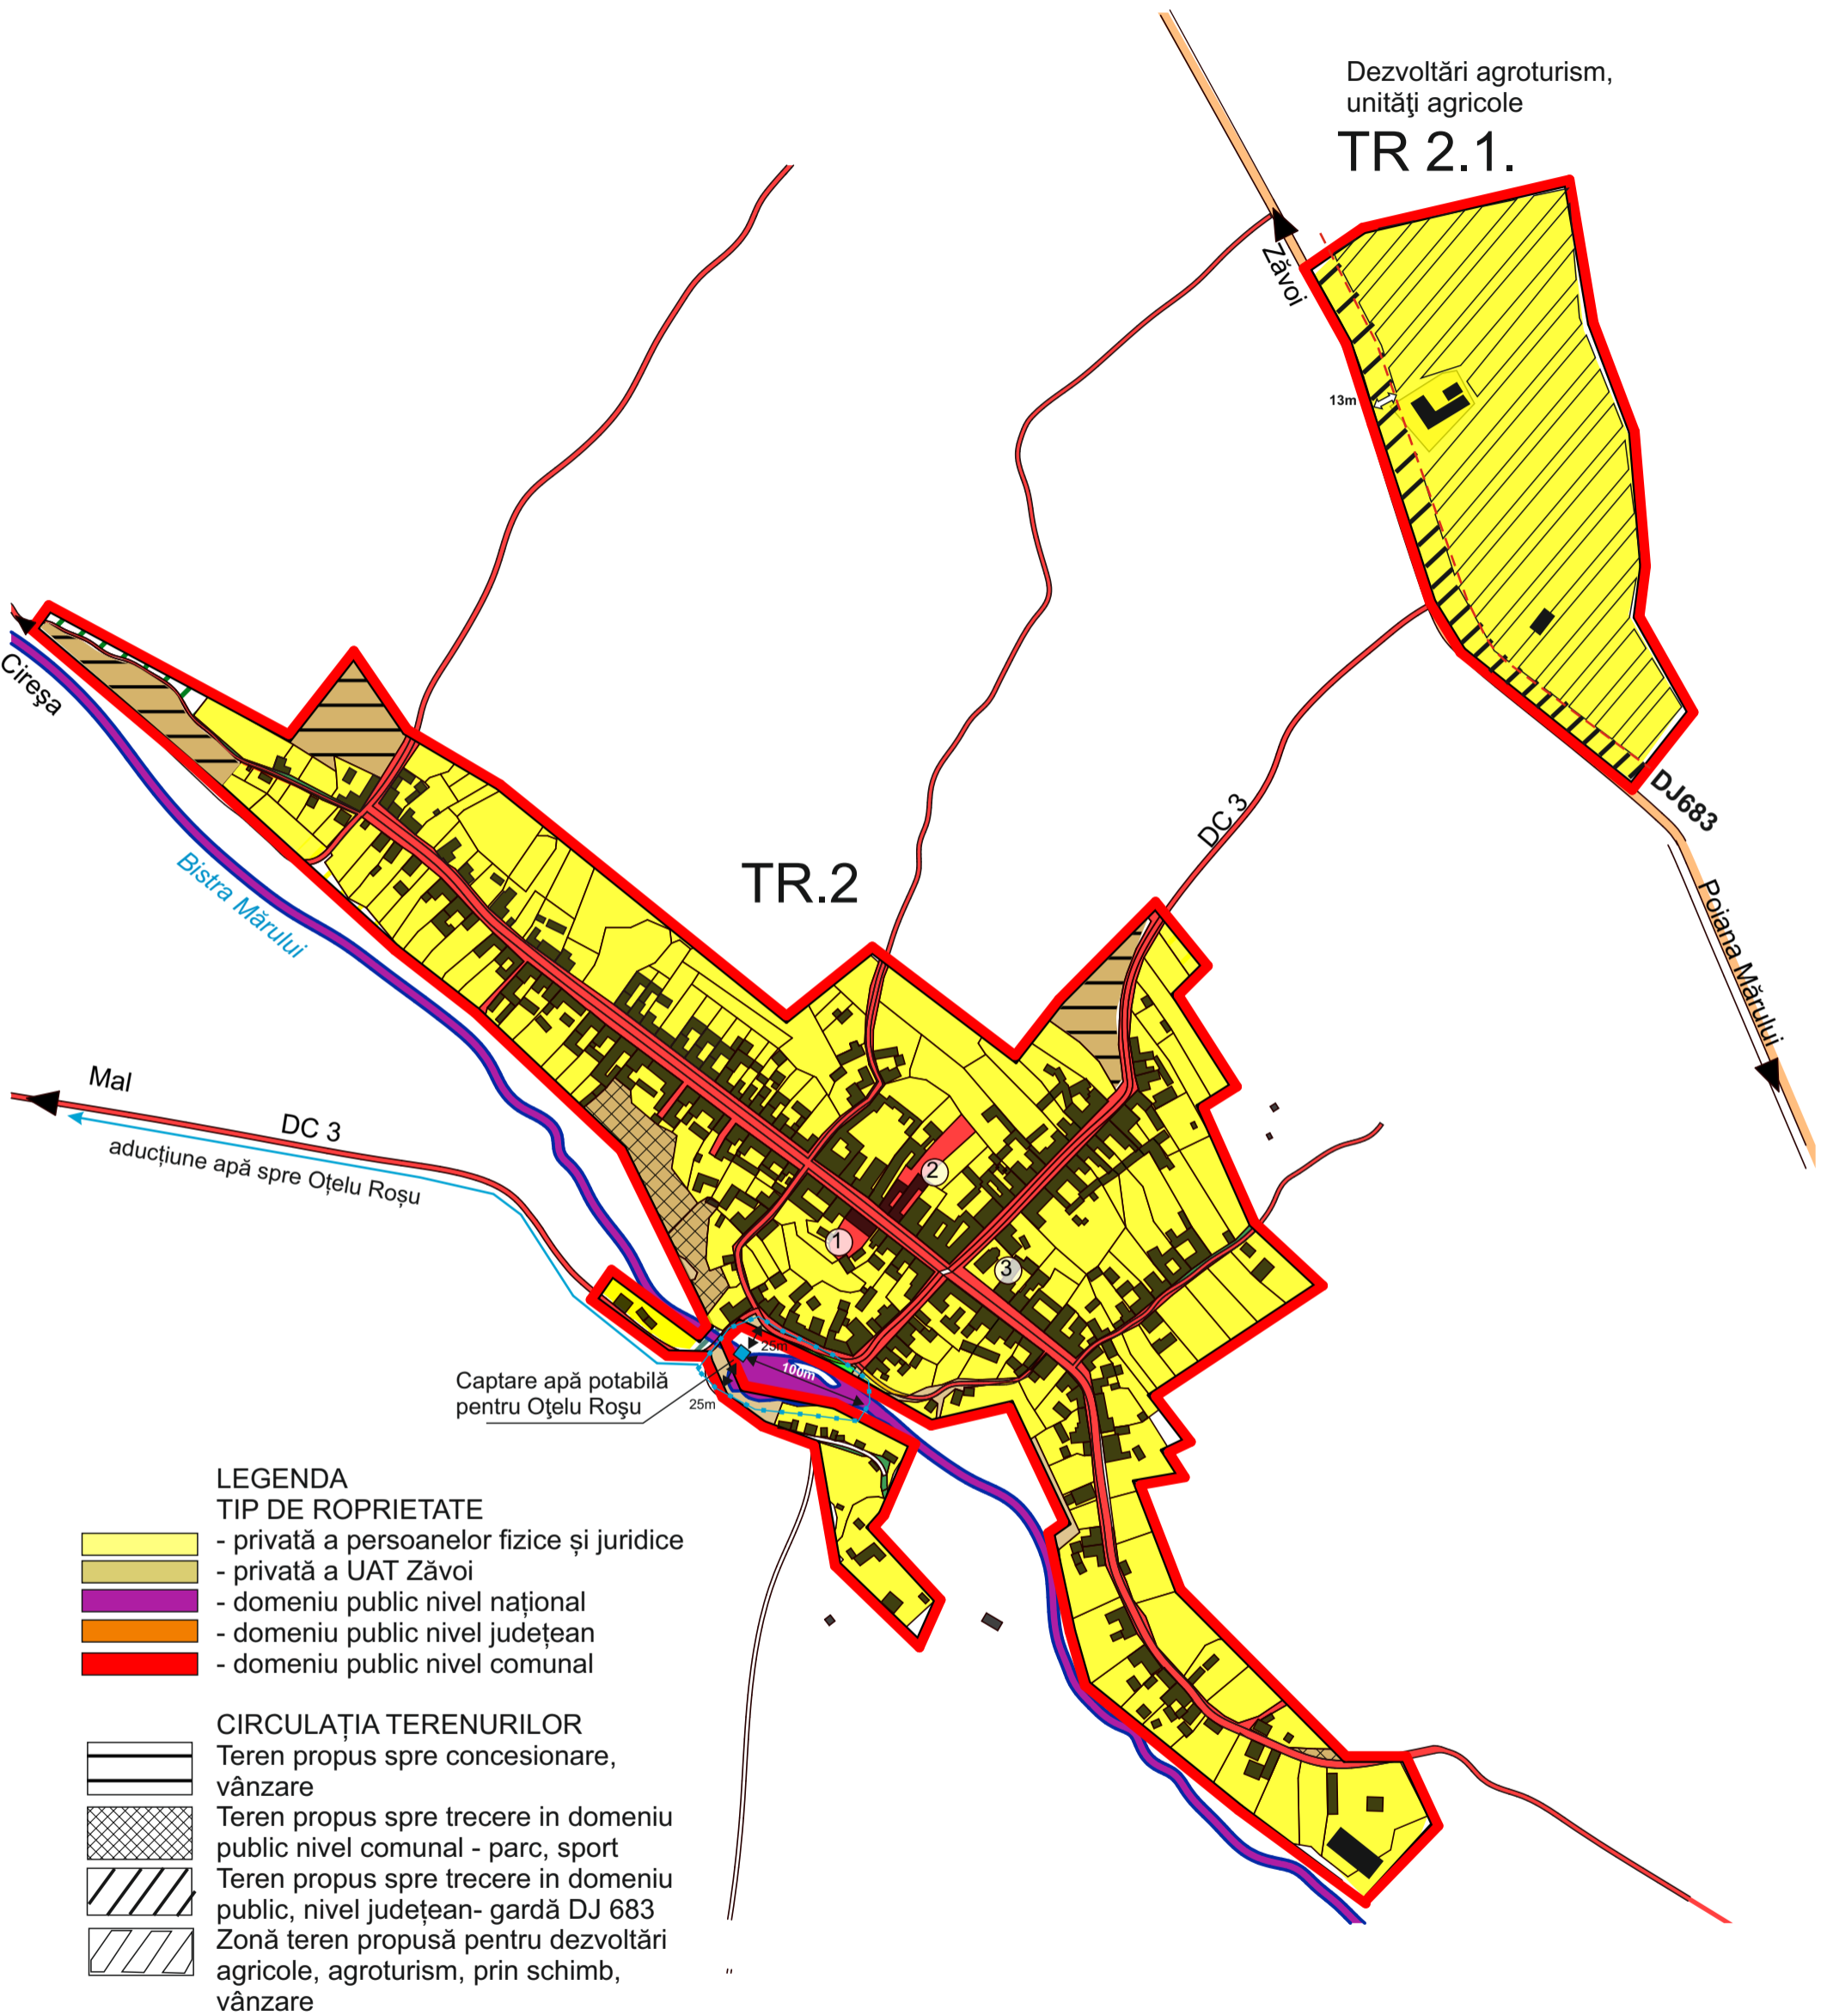 Dezvoltări agroturism,
unităţi agricole
TR 2.1.
Zăvoi
13m
Cireşa
DJ683
DC 3
TR.2
Bistra Mărului
Poiana Mărului
Mal
DC 3
aducțiune apă spre Oțelu Roșu
2
1
3
25m
100m
Captare apă potabilă
pentru Oţelu Roşu
25m
LEGENDA
TIP DE ROPRIETATE
- privată a persoanelor fizice și juridice
- privată a UAT Zăvoi
- domeniu public nivel național
- domeniu public nivel județean
- domeniu public nivel comunal
CIRCULAȚIA TERENURILOR
Teren propus spre concesionare,
vânzare
Teren propus spre trecere in domeniu
public nivel comunal - parc, sport
Teren propus spre trecere in domeniu
public, nivel județean- gardă DJ 683
Zonă teren propusă pentru dezvoltări
agricole, agroturism, prin schimb,
vânzare